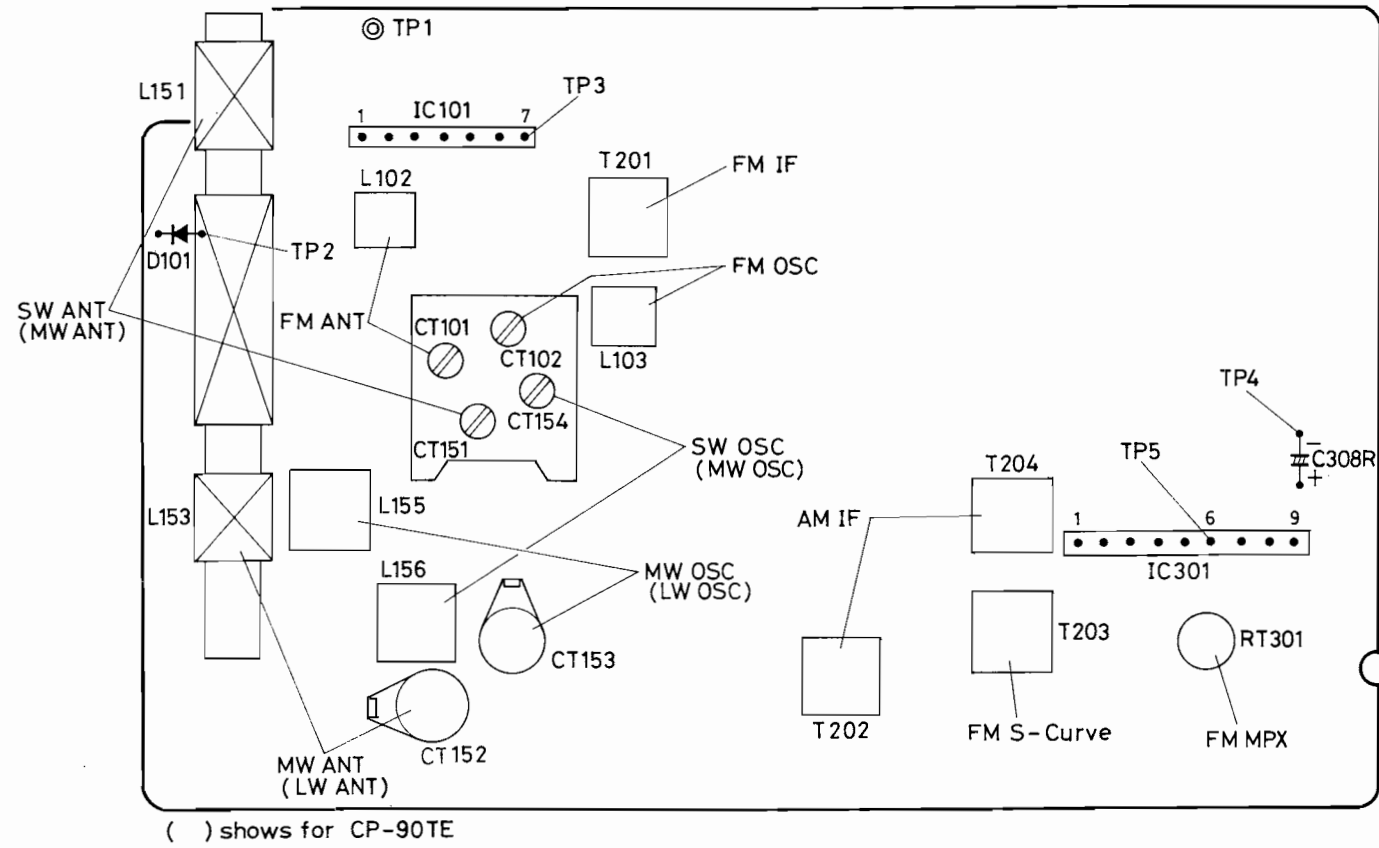 TP1
L151
TP3
1
IC101
7
T201
FM IF
L102
D101
TP2
FM OSC
SW ANT
(MW ANT)
FM ANT
CT101
CT102
L103
CT154
CT151
TP4
SW OSC
(MW OSC)
T204
TP5
−
C308R
+
L153
L155
AM IF
1
6
9
IC301
L156
MW OSC
(LW OSC)
CT153
T203
RT301
CT152
T202
FM S-Curve
FM MPX
MW ANT
(LW ANT)
( ) shows for CP-90TE